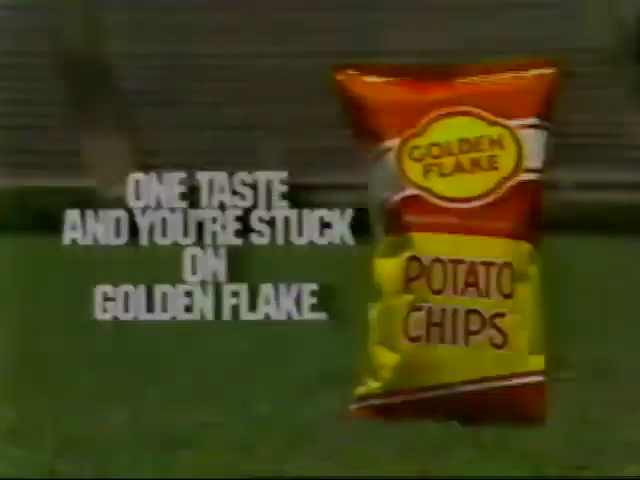 ONE TASTE
AND YOU'RE STUCK
ON
GOLDEN FLAKE.
GOLDEN
FLAKE
POTATO
CHIPS